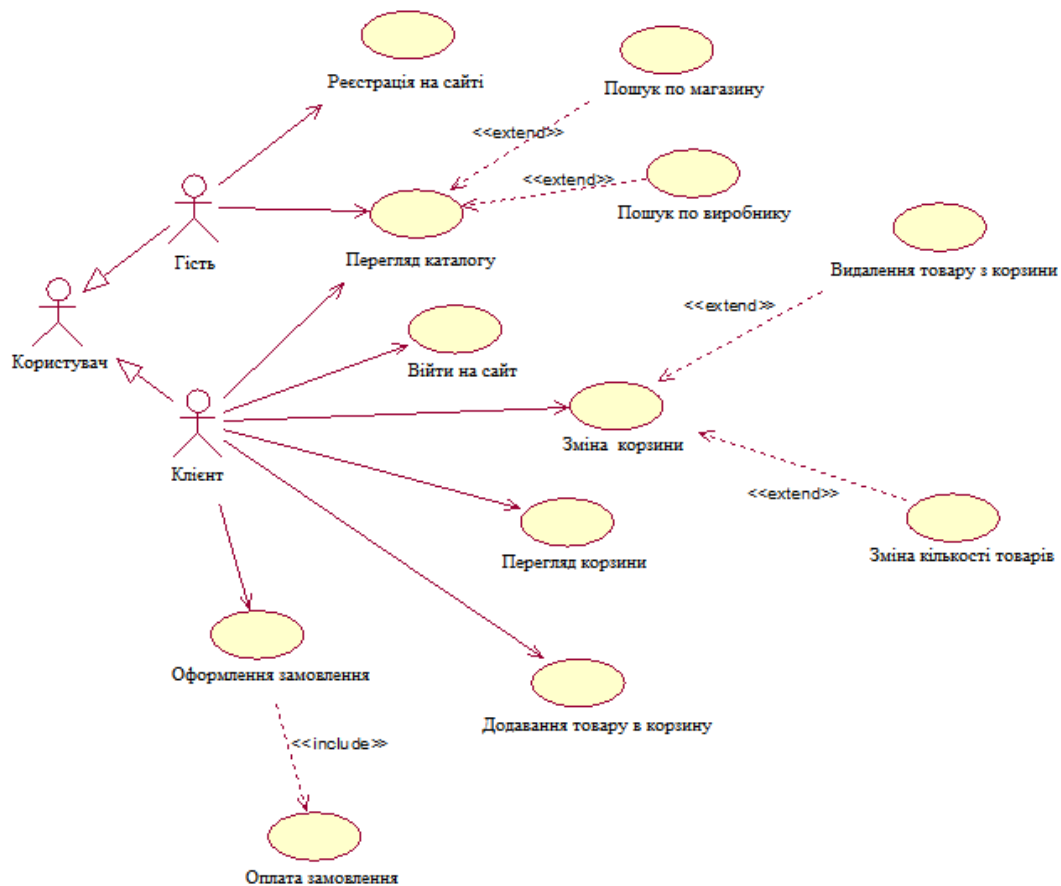 Реєстрація на сайті
Пошук по магазину
<<extend>>
<<extend>>
Пошук по виробнику
Гість
Перегляд каталогу
Видалення товару з корзини
<<extend>>
Користувач
Війти на сайт
Зміна корзини
Клієнт
<<extend>>
Перегляд корзини
Зміна кількості товарів
Оформлення замовлення
Додавання товару в корзину
<<include>>
Оплата замовлення